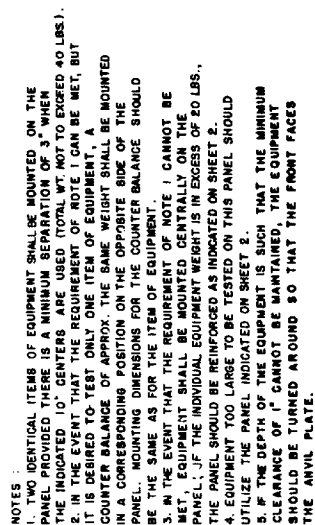 NOTES :
1. TWO IDENTICAL ITEMS OF EQUIPMENT SHALL BE MOUNTED ON THE
PANEL PROVIDED THERE IS A MINIMUM SEPARATION OF 3" WHEN
THE INDICATED 10" CENTERS ARE USED (TOTAL WT. NOT TO EXCEED 40 LBS.).
2. IN THE EVENT THAT THE REQUIREMENT OF NOTE 1 CAN BE MET, BUT
IT IS DESIRED TO TEST ONLY ONE ITEM OF EQUIPMENT, A
COUNTER BALANCE OF APPROX. THE SAME WEIGHT SHALL BE MOUNTED
IN A CORRESPONDING POSITION ON THE OPPOSITE SIDE OF THE
PANEL. MOUNTING DIMENSIONS FOR THE COUNTER BALANCE SHOULD
BE THE SAME AS FOR THE ITEM OF EQUIPMENT.
3. IN THE EVENT THAT THE REQUIREMENT OF NOTE 1 CANNOT BE
MET, EQUIPMENT SHALL BE MOUNTED CENTRALLY ON THE
PANEL; IF THE INDIVIDUAL EQUIPMENT WEIGHT IS IN EXCESS OF 20 LBS.,
THE PANEL SHOULD BE REINFORCED AS INDICATED ON SHEET 2.
EQUIPMENT TOO LARGE TO BE TESTED ON THIS PANEL SHOULD
UTILIZE THE PANEL INDICATED ON SHEET 2.
4. IF THE DEPTH OF THE EQUIPMENT IS SUCH THAT THE MINIMUM
CLEARANCE OF 1" CANNOT BE MAINTAINED, THE EQUIPMENT
SHOULD BE TURNED AROUND SO THAT THE FRONT FACES
THE ANVIL PLATE.